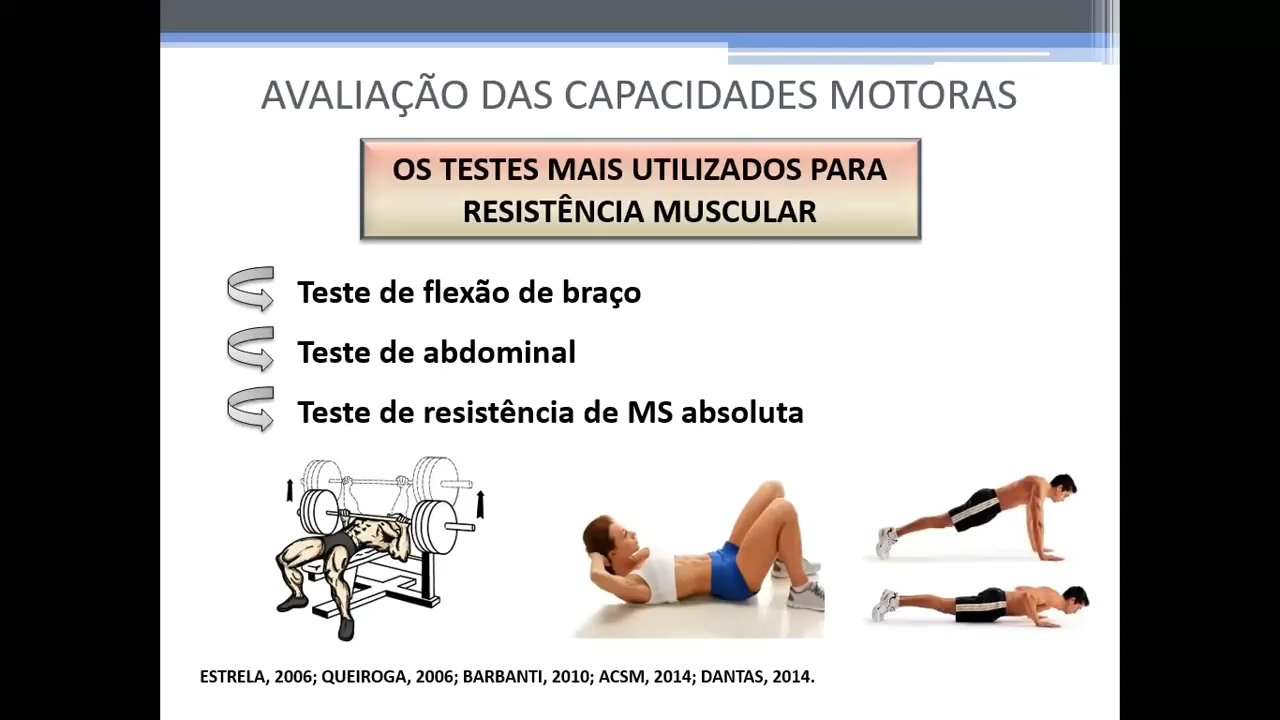 AVALIAÇÃO DAS CAPACIDADES MOTORAS
OS TESTES MAIS UTILIZADOS PARA
RESISTÊNCIA MUSCULAR
Teste de flexão de braço
Teste de abdominal
Teste de resistência de MS absoluta
ESTRELA, 2006; QUEIROGA, 2006; BARBANTI, 2010; ACSM, 2014; DANTAS, 2014.